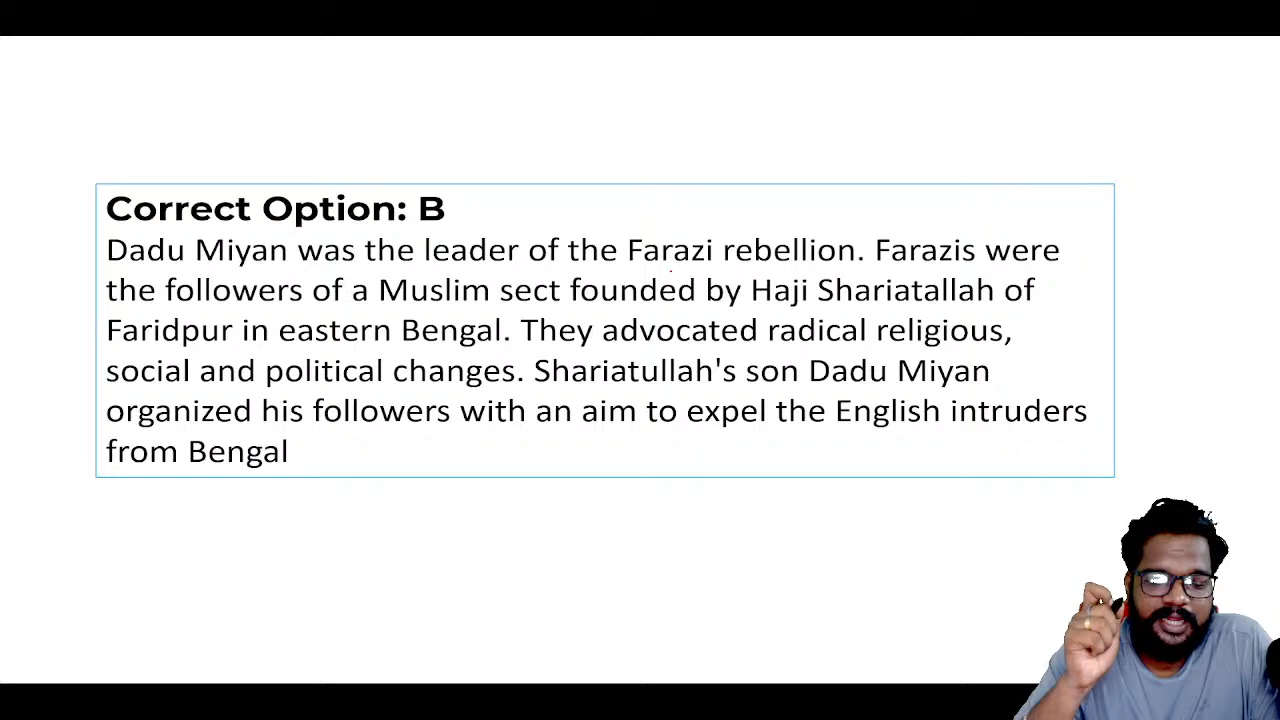 Correct Option: B
Dadu Miyan was the leader of the Farazi rebellion. Farazis were
the followers of a Muslim sect founded by Haji Shariatallah of
Faridpur in eastern Bengal. They advocated radical religious,
social and political changes. Shariatullah's son Dadu Miyan
organized his followers with an aim to expel the English intruders
from Bengal